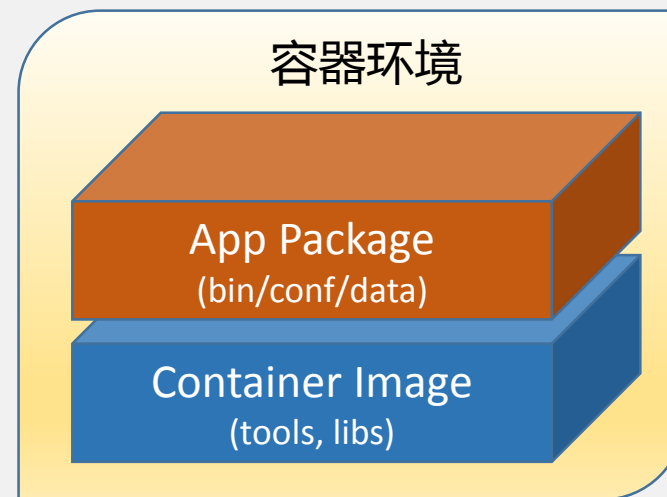 容器环境
App Package
(bin/conf/data)
Container Image
(tools, libs)